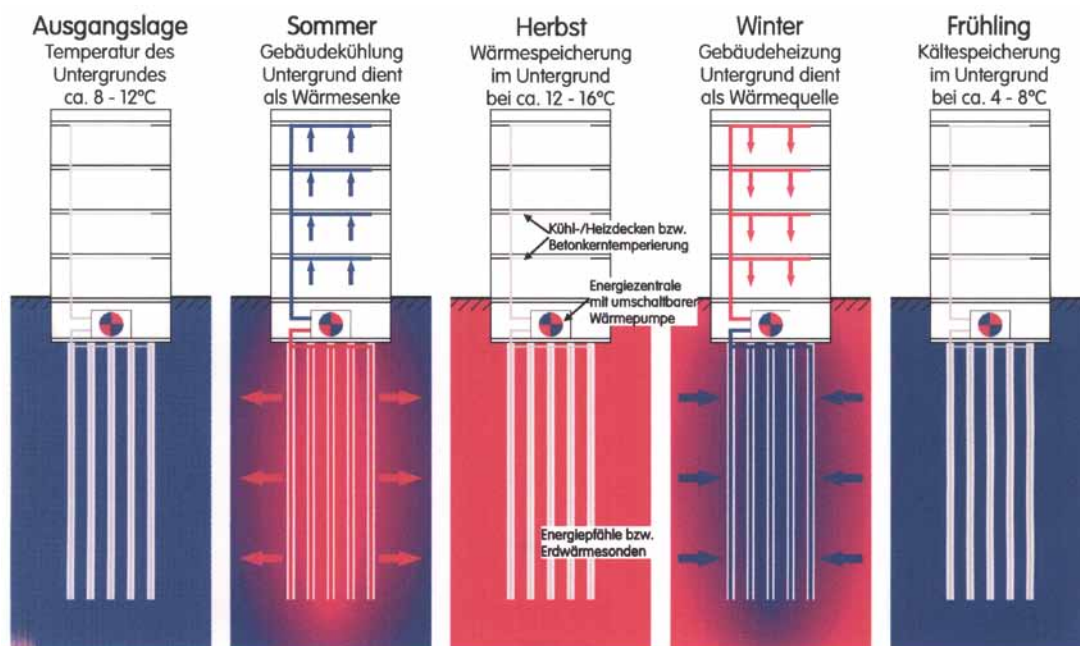 Ausgangslage
Temperatur des
Untergrundes
ca. 8 - 12°C
Sommer
Gebäudekühlung
Untergrund dient
als Wärmesenke
Herbst
Wärmespeicherung
im Untergrund
bei ca. 12 - 16°C
Winter
Gebäudeheizung
Untergrund dient
als Wärmequelle
Frühling
Kältespeicherung
im Untergrund
bei ca. 4 - 8°C
Kühl-/Heizdecken bzw.
Betonkerntemperierung
Energiezentrale
mit umschaltbarer
Wärmepumpe
Energiepfähle bzw.
Erdwärmesonden